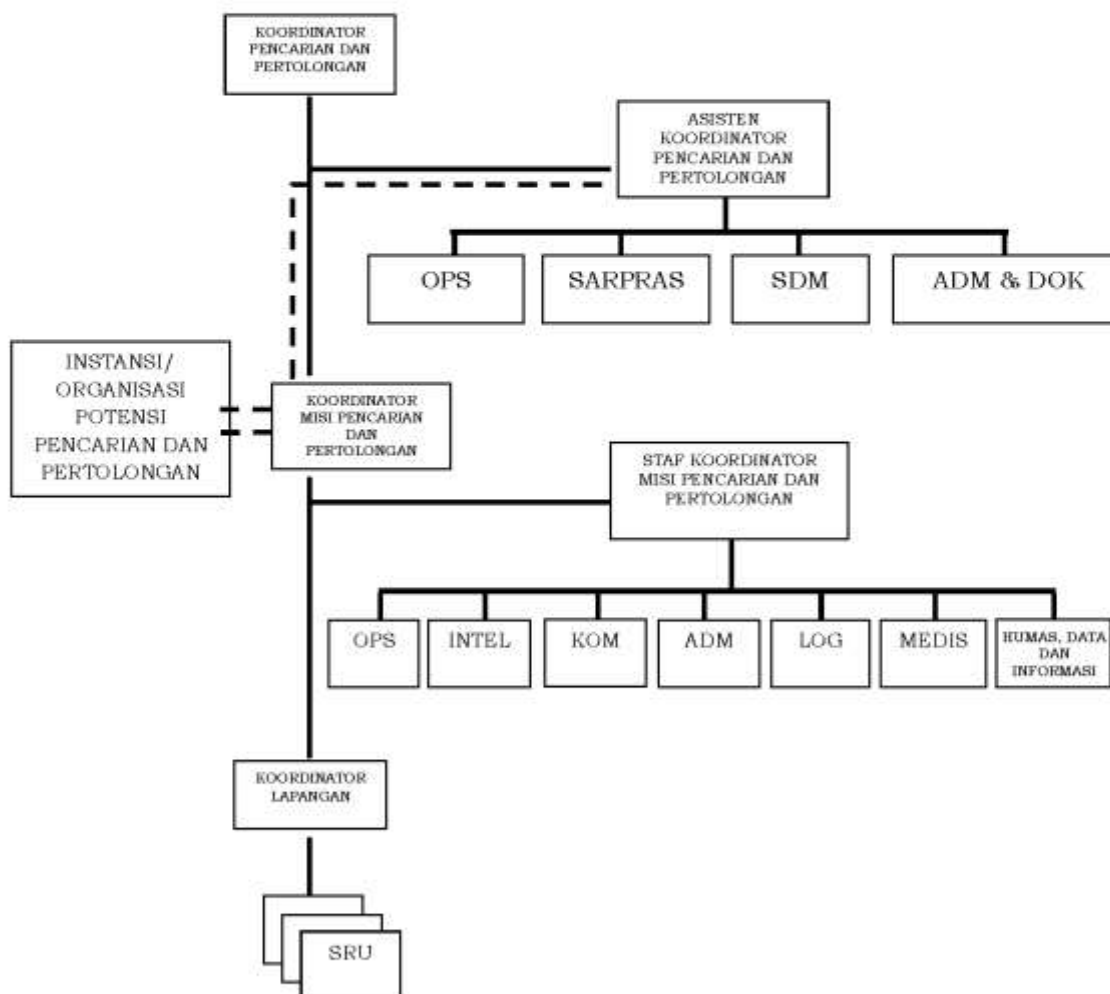 KOORDINATOR
PENCARIAN DAN
PERTOLONGAN
ASISTEN
KOORDINATOR
PENCARIAN DAN
PERTOLONGAN
OPS
SARPRAS
SDM
ADM & DOK
INSTANSI/
ORGANISASI
POTENSI
PENCARIAN DAN
PERTOLONGAN
KOORDINATOR
MISI PENCARIAN
DAN
PERTOLONGAN
STAF KOORDINATOR
MISI PENCARIAN DAN
PERTOLONGAN
OPS
INTEL
KOM
ADM
LOG
MEDIS
HUMAS, DATA
DAN
INFORMASI
KOORDINATOR
LAPANGAN
SRU